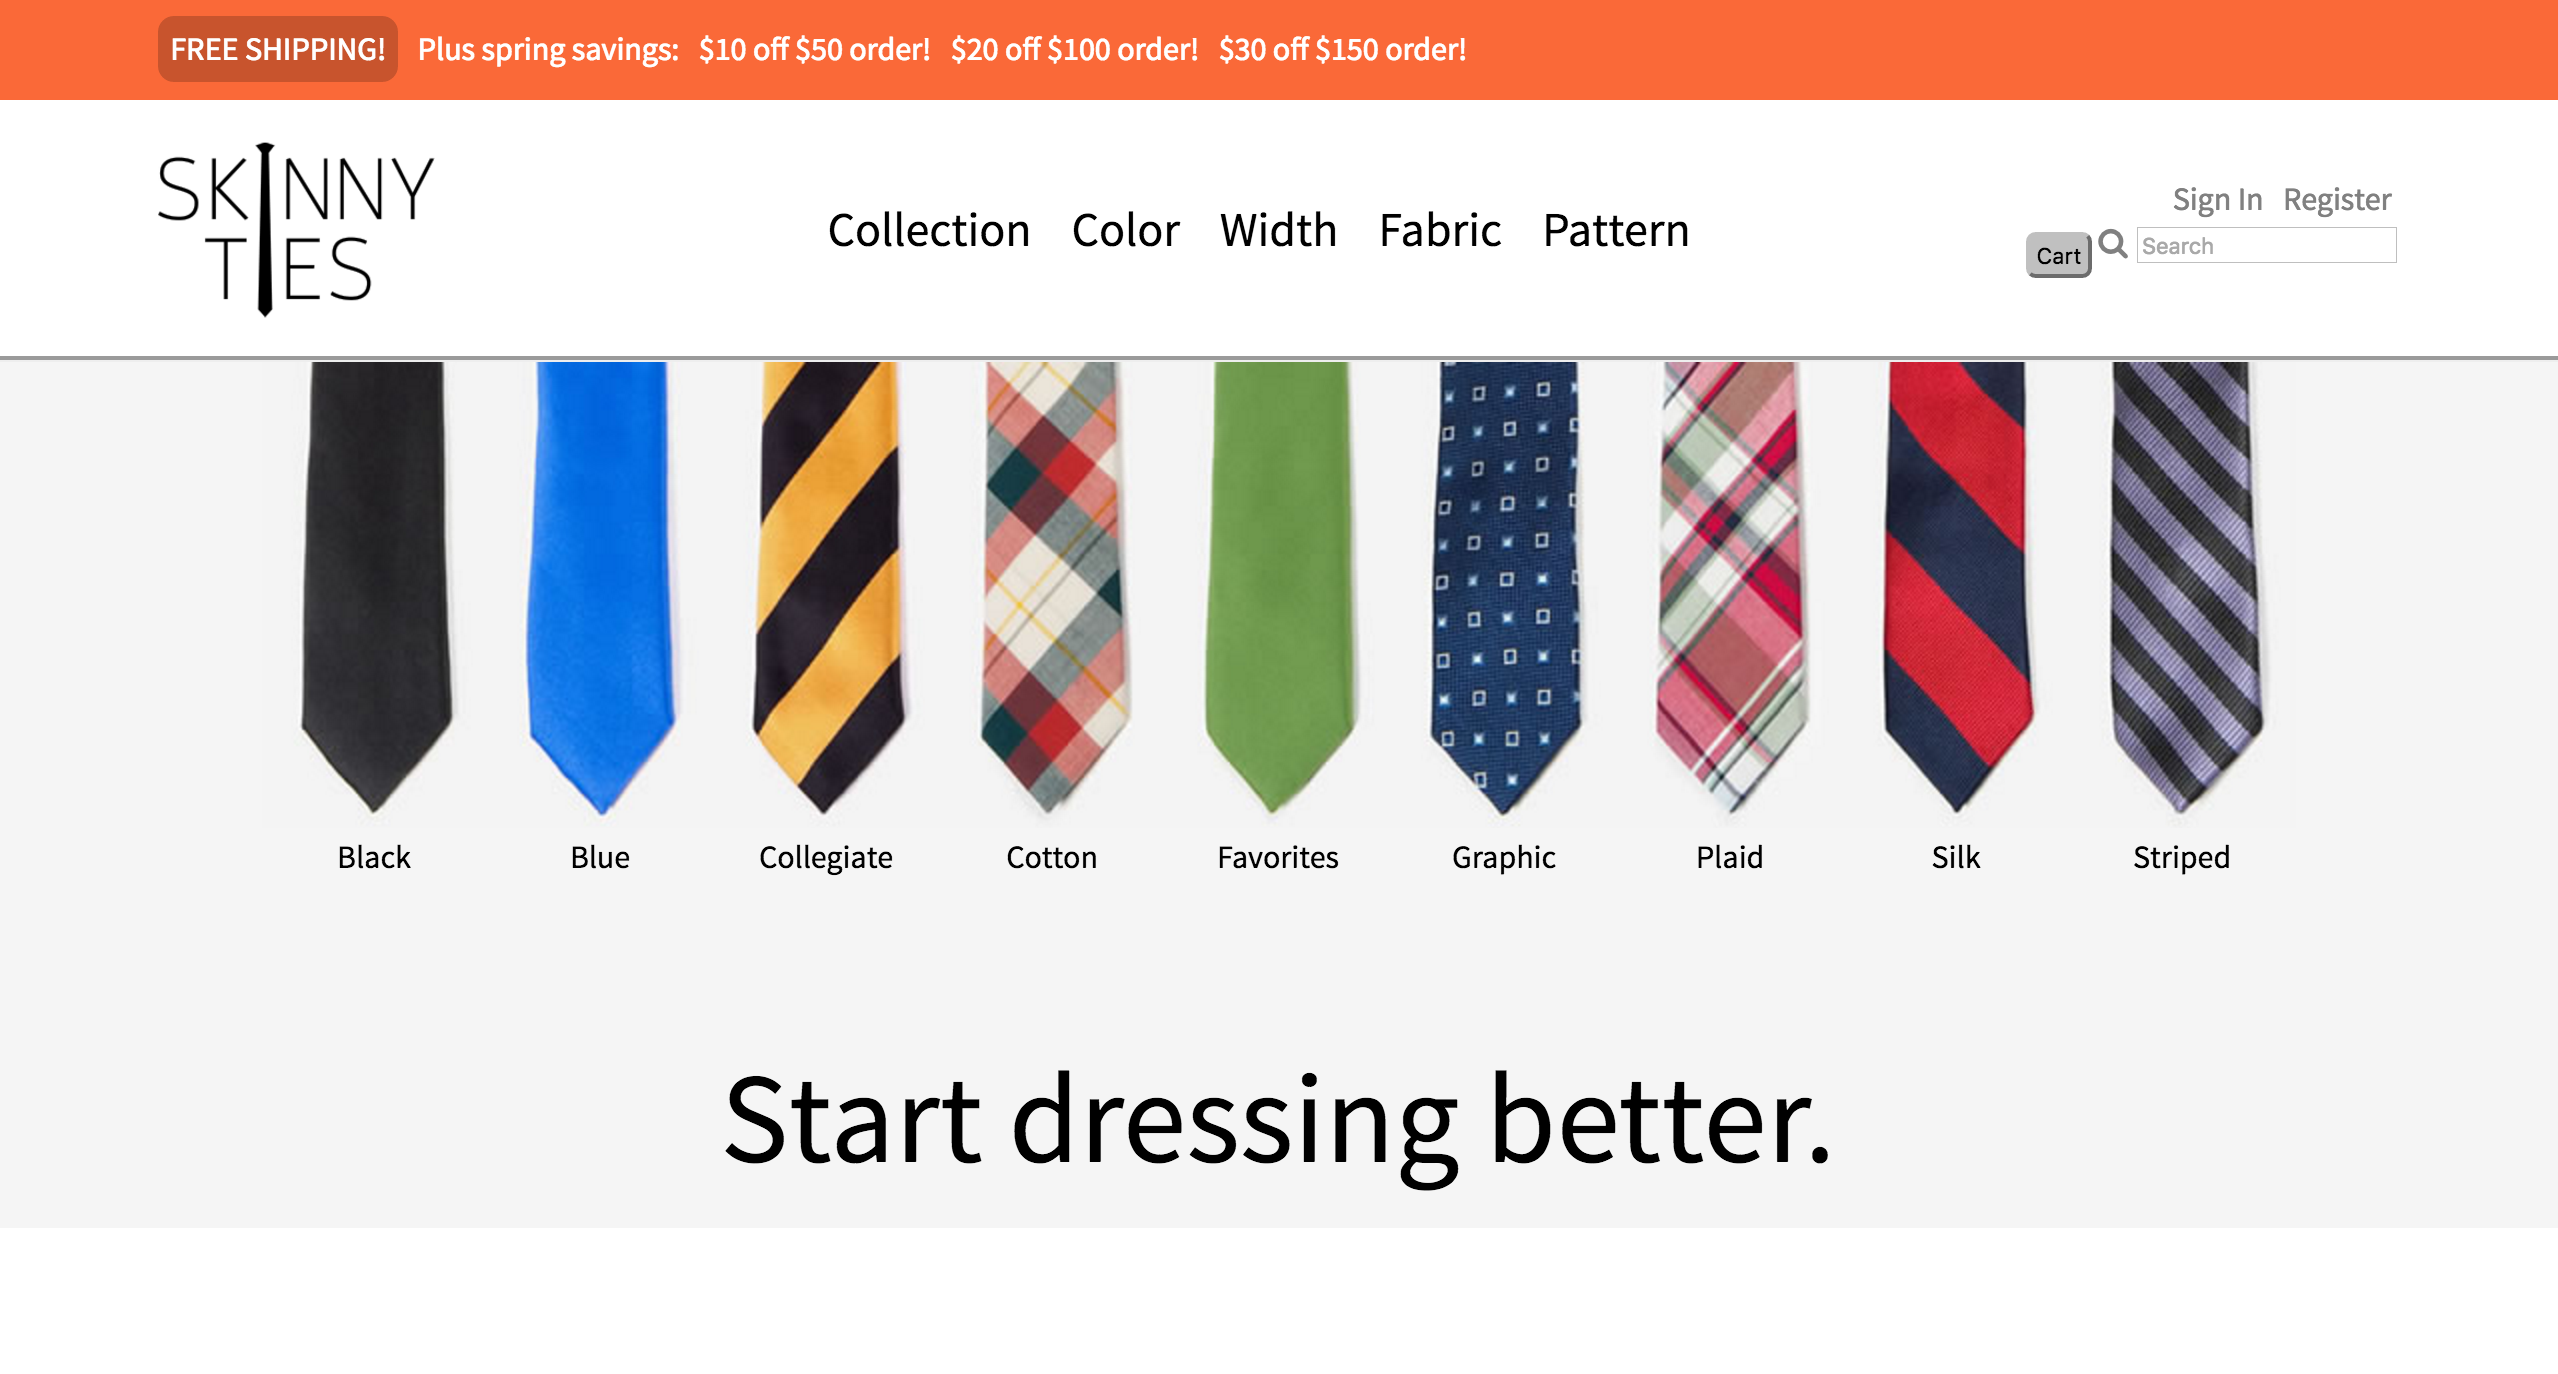 FREE SHIPPING! Plus spring savings: $10 off $50 order! $20 off $100 order! $30 off $150 order!
SKINNY
TIES
Collection Color Width Fabric Pattern
Sign In Register
Cart Search
Black Blue Collegiate Cotton Favorites Graphic Plaid Silk Striped
Start dressing better.